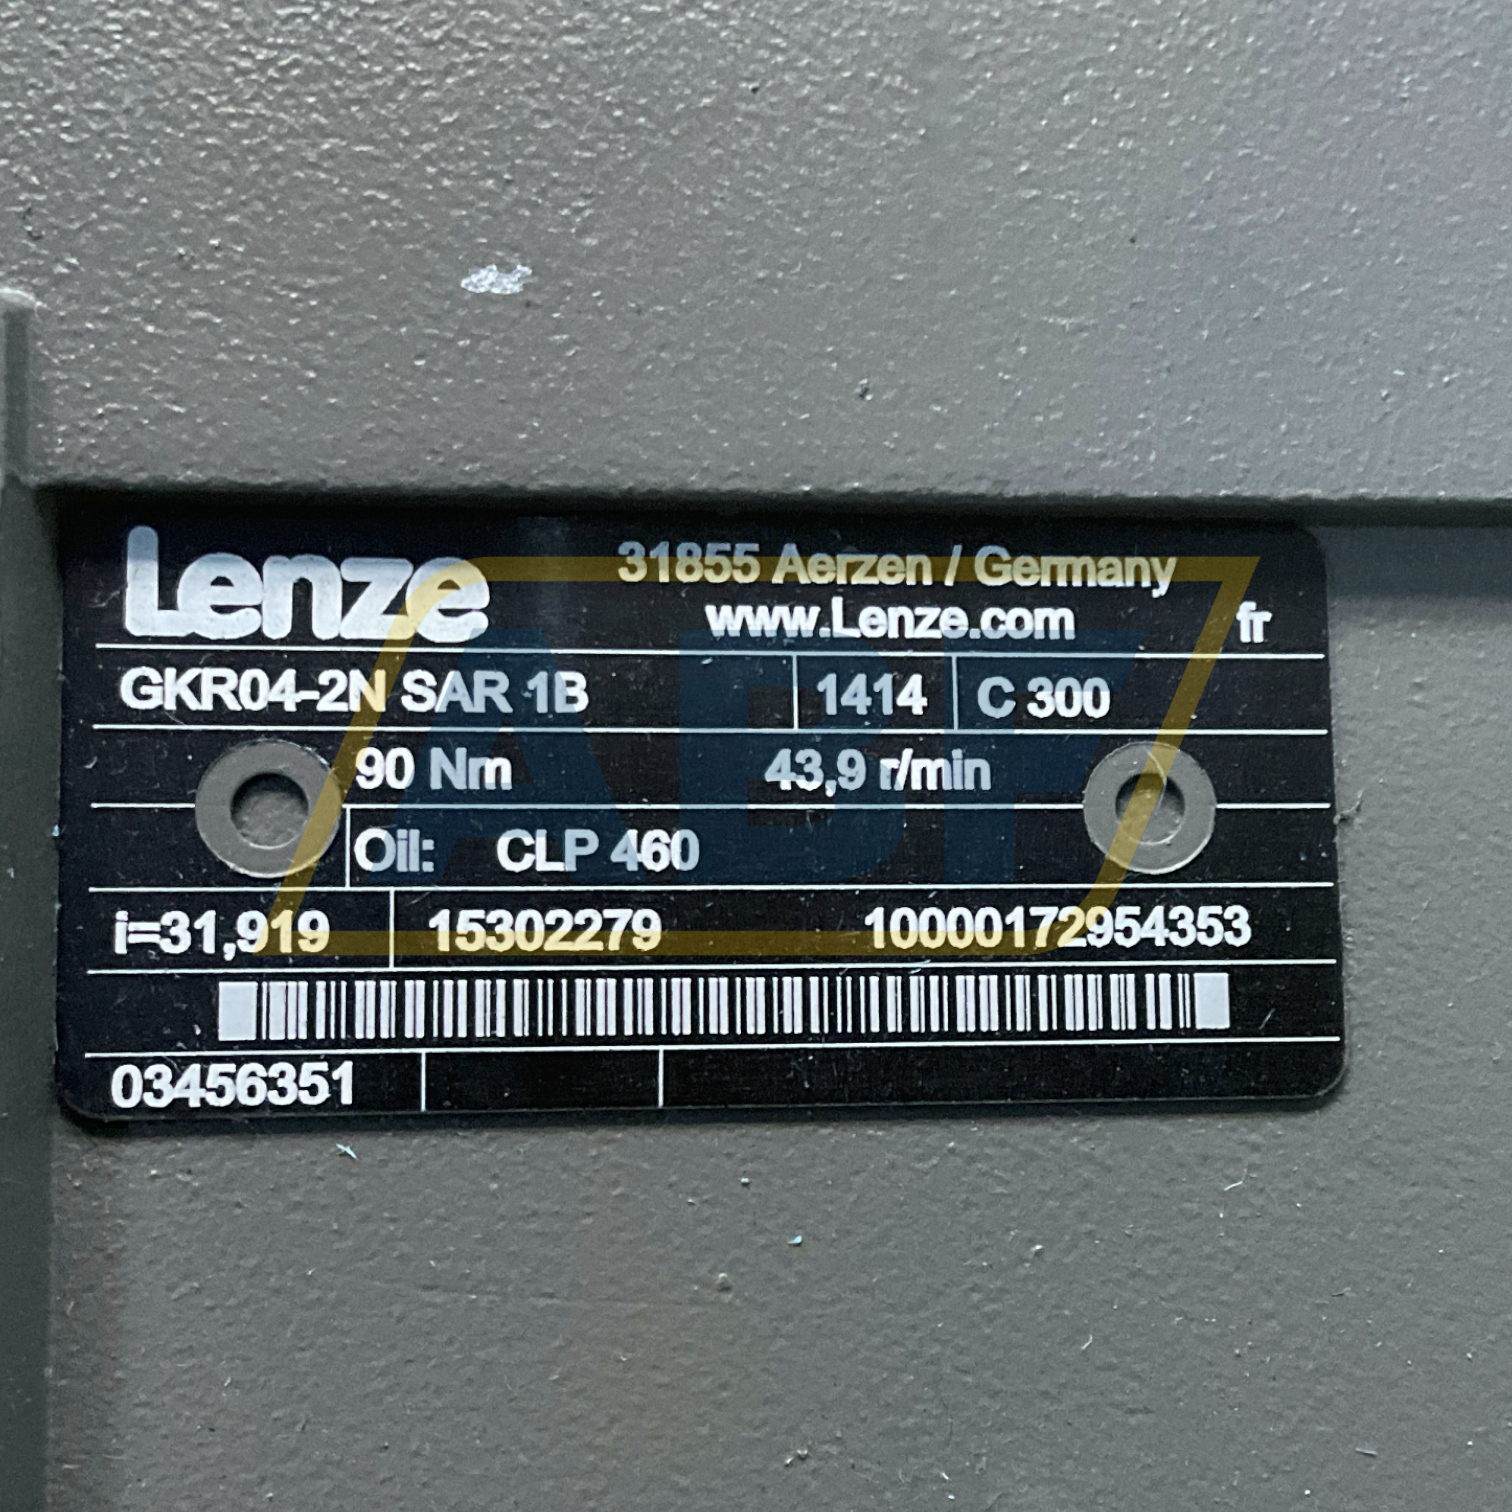 Lenze
31855 Aerzen / Germany
www.Lenze.com
fr
GKR04-2N SAR 1B 1414 C 300
90 Nm 43,9 r/min
Oil: CLP 460
i=31,919 15302279 10000172954353
03456351
ABF